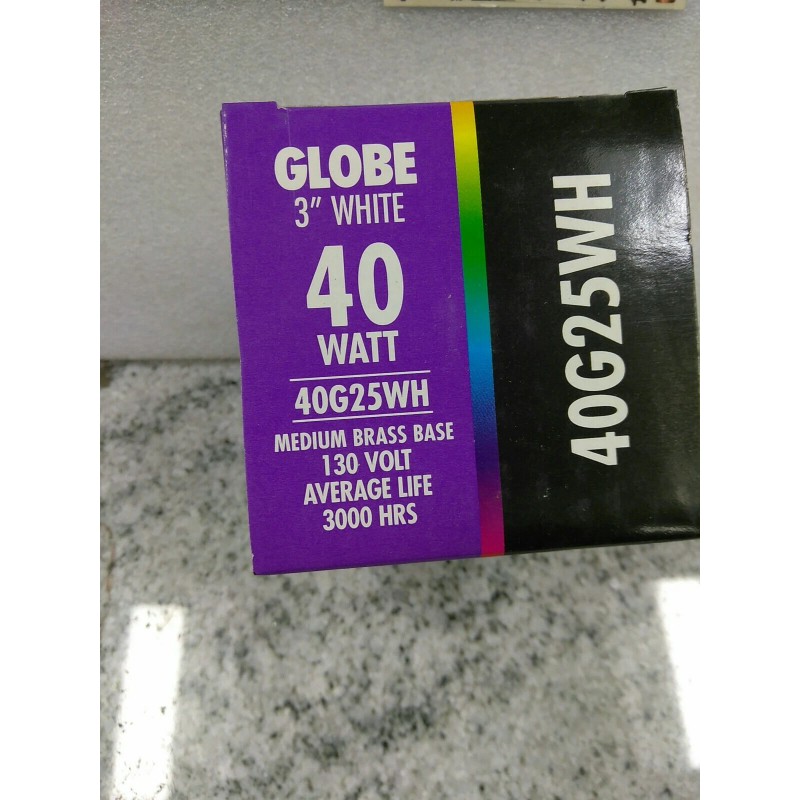 GLOBE
3" WHITE
40
WATT
40G25WH
MEDIUM BRASS BASE
130 VOLT
AVERAGE LIFE
3000 HRS
40G25WH